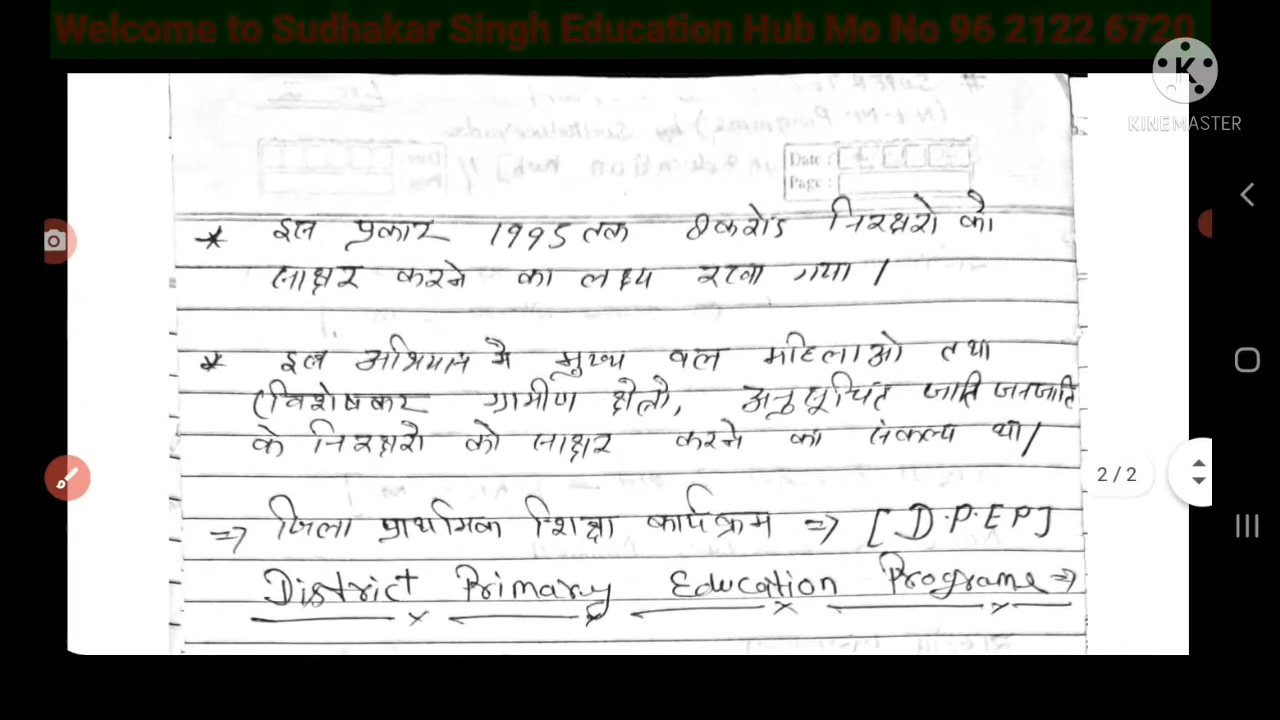 Welcome to Sudhakar Singh Education Hub Mo No 96 2122 6720
K
KINEMASTER
Date :
Page :
* इस प्रकार 1995 तक 8 करोड निरक्षरो को
साक्षर करने का लक्ष्य रखा गया ।
* इस अभियान मे मुख्य वल महिलाओ तथा
(विशेषकर ग्रामीण क्षेत्रो, अनुसूचित जाति जनजाति
के निरक्षरो को साक्षर करने का संकल्प था।
2/2
⇒ जिला प्राथमिक शिक्षा कार्यक्रम ⇒ [D.P.EP]
District Primary Education Programe ⇒